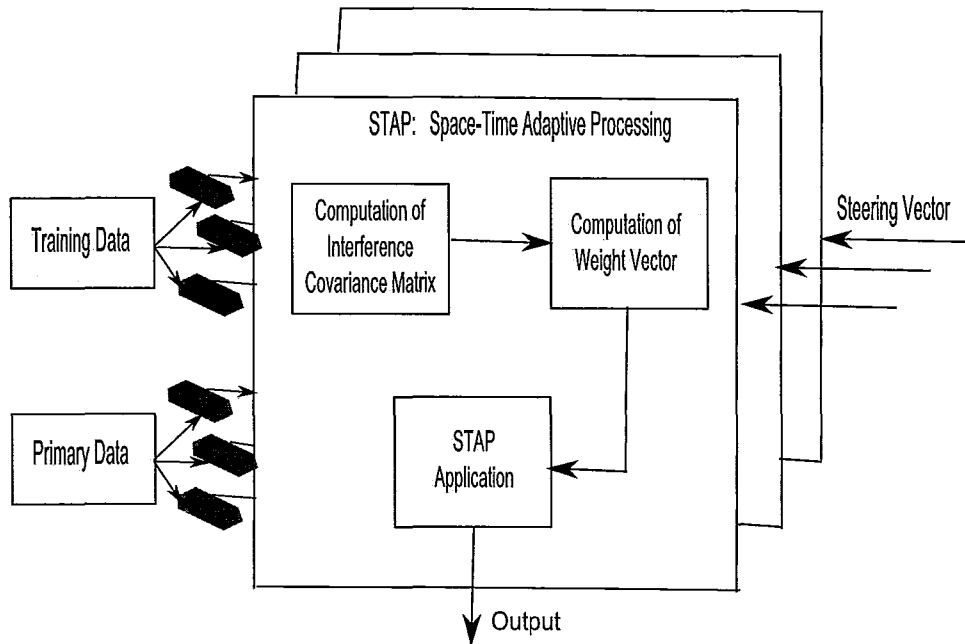 STAP: Space-Time Adaptive Processing
Training Data
Computation of
Interference
Covariance Matrix
Computation of
Weight Vector
Steering Vector
Primary Data
STAP
Application
Output